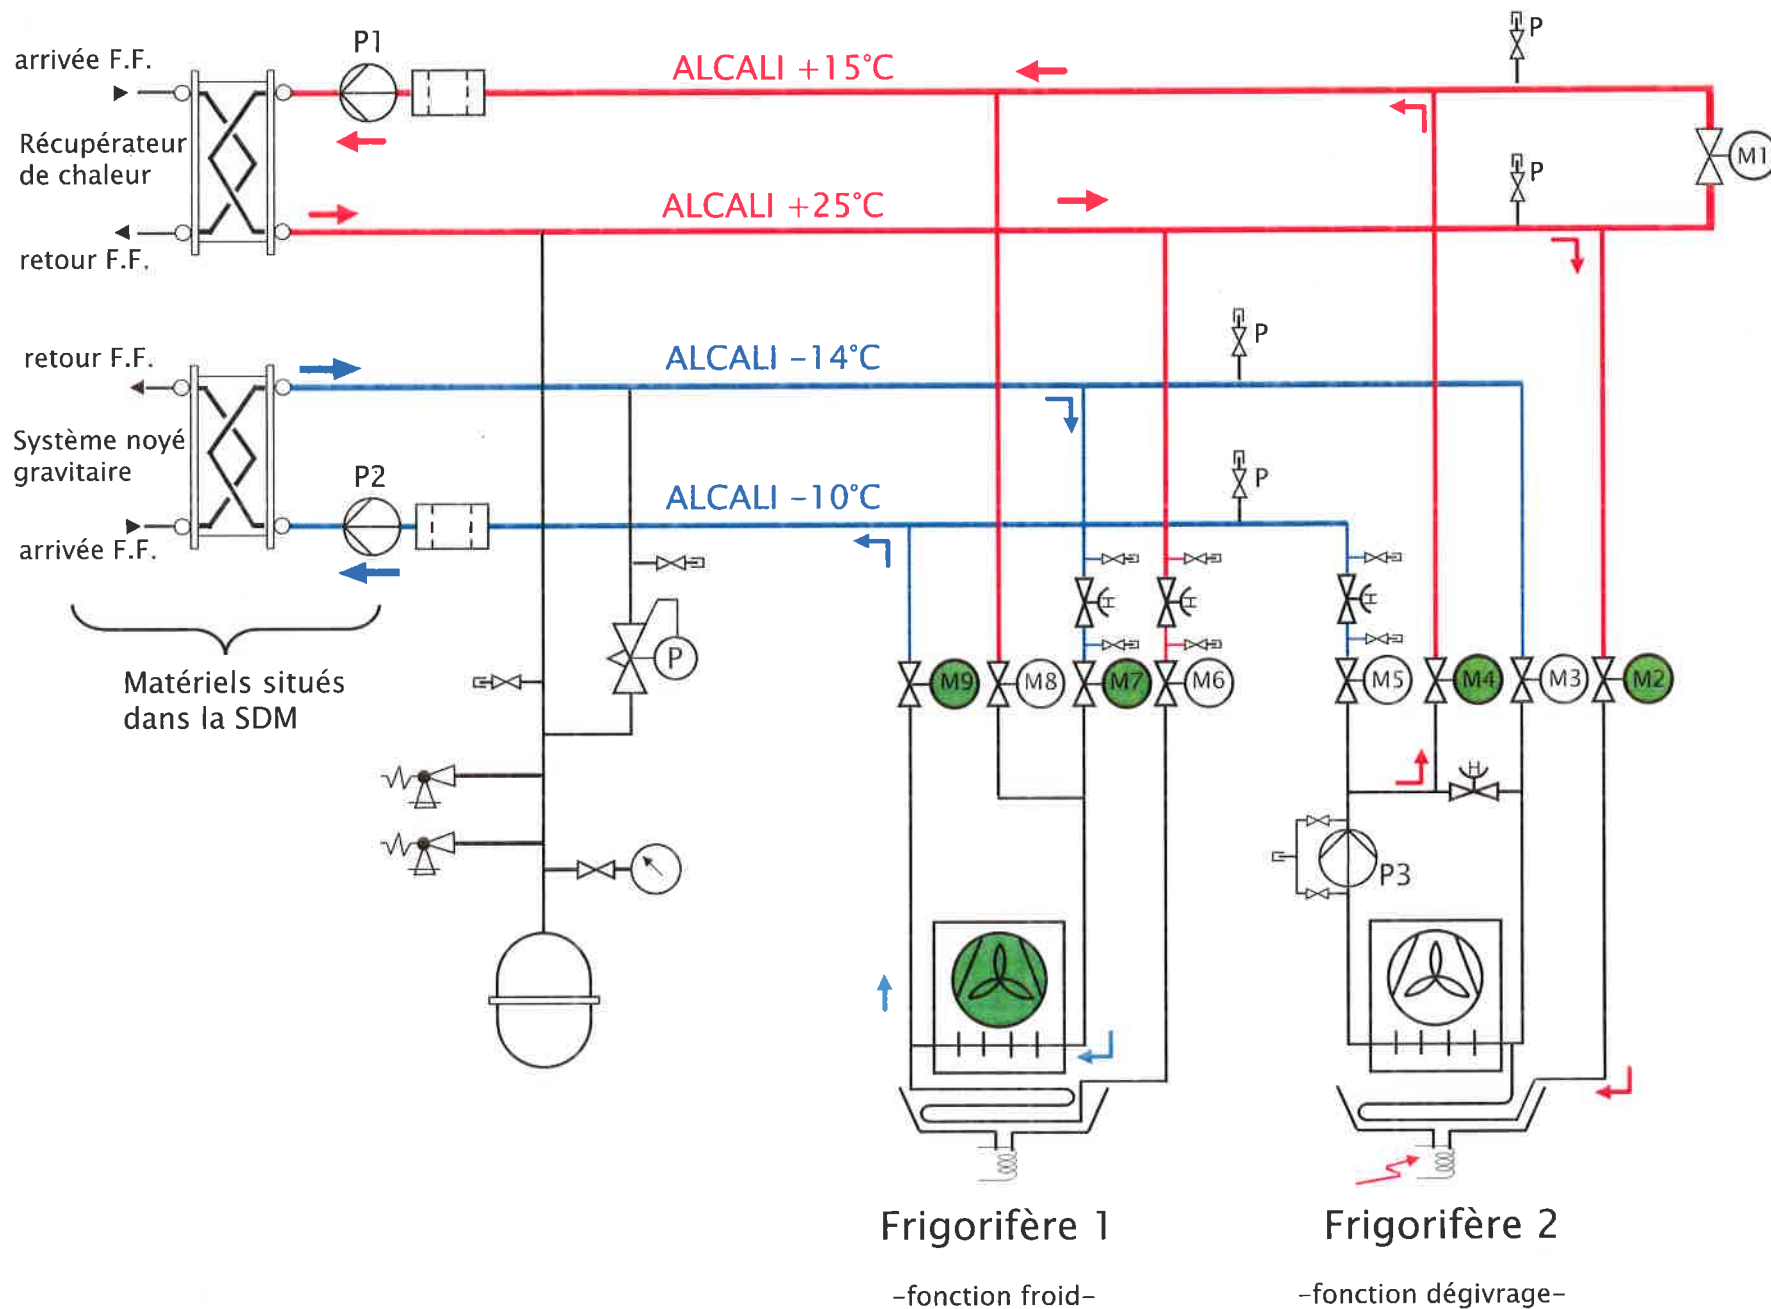 arrivée F.F.
P1
ALCALI +15°C
P
Récupérateur
de chaleur
M1
P
ALCALI +25°C
retour F.F.
retour F.F.
ALCALI -14°C
P
Système noyé
gravitaire
P2
ALCALI -10°C
P
arrivée F.F.
H
H
H
P
Matériels situés
dans la SDM
M9
M8
M7
M6
M5
M4
M3
M2
H
P3
Frigorifère 1
Frigorifère 2
-fonction froid-
-fonction dégivrage-